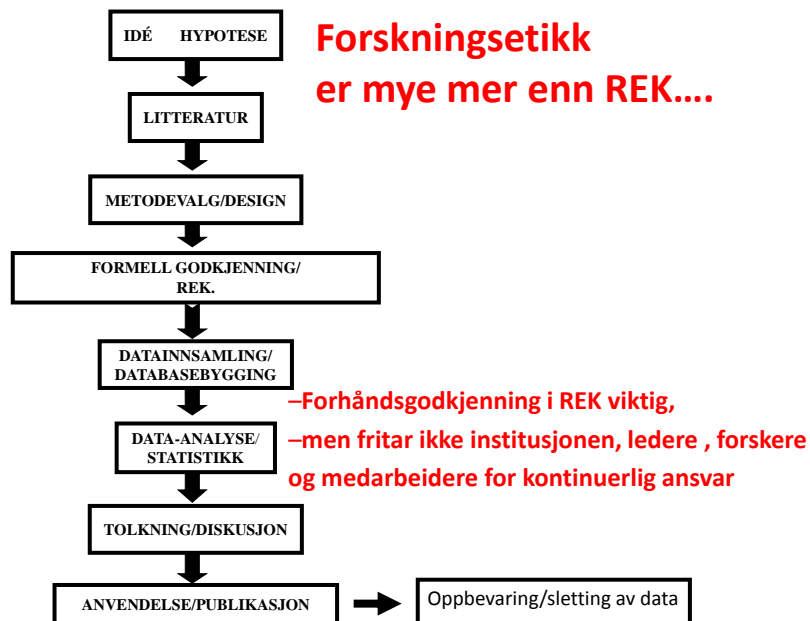 IDÉ HYPOTESE
Forskningsetikk
er mye mer enn REK....
LITTERATUR
METODEVALG/DESIGN
FORMELL GODKJENNING/
REK.
DATAINNSAMLING/
DATABASEBYGGING
–Forhåndsgodkjenning i REK viktig,
–men fritar ikke institusjonen, ledere , forskere
og medarbeidere for kontinuerlig ansvar
DATA-ANALYSE/
STATISTIKK
TOLKNING/DISKUSJON
ANVENDELSE/PUBLIKASJON
Oppbevaring/sletting av data